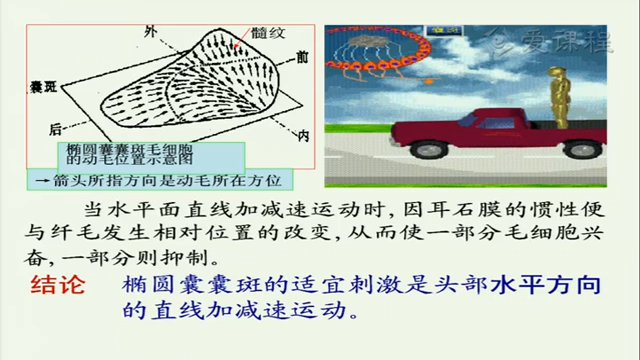 外
髓纹
前
囊斑
后
内
椭圆囊囊斑毛细胞
的动毛位置示意图
→箭头所指方向是动毛所在方位
囊斑
爱课程
当水平面直线加减速运动时,因耳石膜的惯性便
与纤毛发生相对位置的改变,从而使一部分毛细胞兴
奋,一部分则抑制。
结论 椭圆囊囊斑的适宜刺激是头部水平方向
的直线加减速运动。